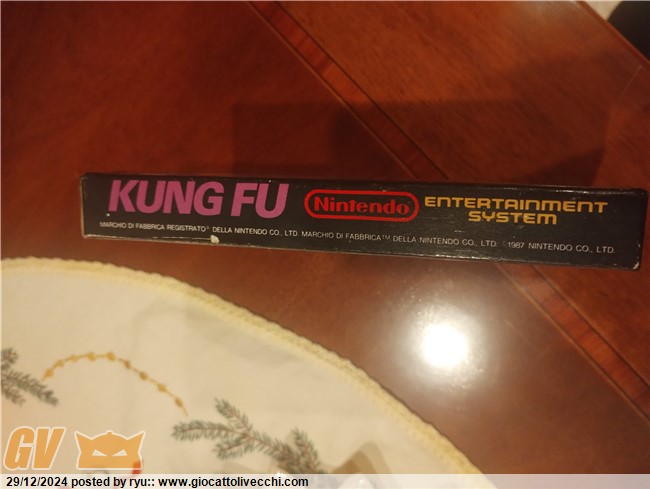 KUNG FU Nintendo ENTERTAINMENT SYSTEM
MARCHIO DI FABBRICA REGISTRATO® DELLA NINTENDO CO., LTD. MARCHIO DI FABBRICA™ DELLA NINTENDO CO., LTD. ©1987 NINTENDO CO., LTD.
GV
29/12/2024 posted by ryu:: www.giocattolivecchi.com